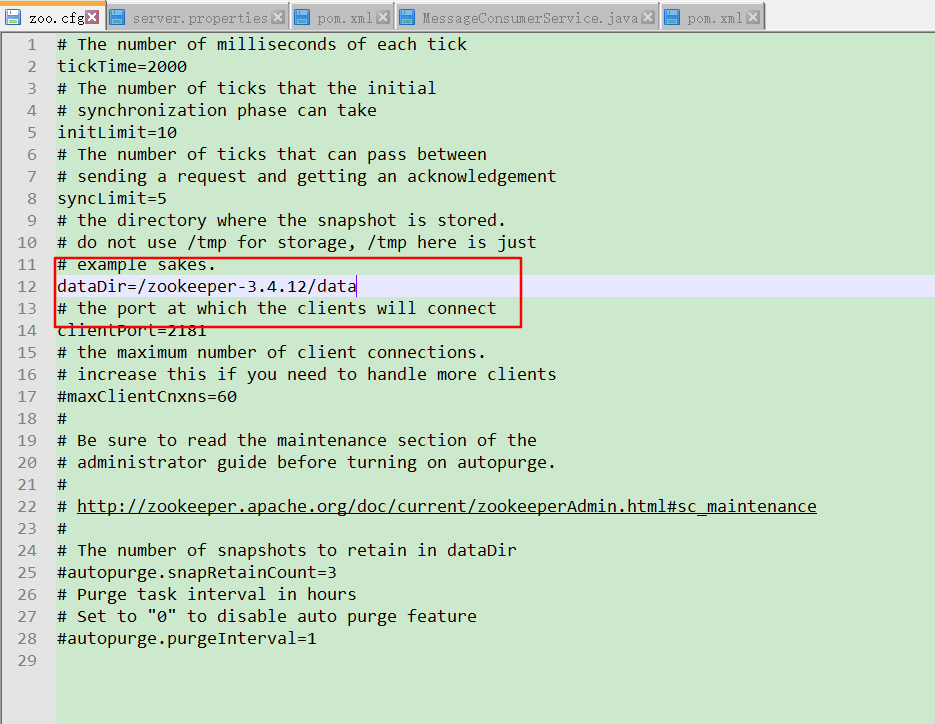 zoo.cfg server.properties pom.xml MessageConsumerService.java pom.xml
1 # The number of milliseconds of each tick
2 tickTime=2000
3 # The number of ticks that the initial
4 # synchronization phase can take
5 initLimit=10
6 # The number of ticks that can pass between
7 # sending a request and getting an acknowledgement
8 syncLimit=5
9 # the directory where the snapshot is stored.
10 # do not use /tmp for storage, /tmp here is just
11 # example sakes.
12 dataDir=/zookeeper-3.4.12/data
13 # the port at which the clients will connect
14 clientPort=2181
15 # the maximum number of client connections.
16 # increase this if you need to handle more clients
17 #maxClientCnxns=60
18 #
19 # Be sure to read the maintenance section of the
20 # administrator guide before turning on autopurge.
21 #
22 # http://zookeeper.apache.org/doc/current/zookeeperAdmin.html#sc_maintenance
23 #
24 # The number of snapshots to retain in dataDir
25 #autopurge.snapRetainCount=3
26 # Purge task interval in hours
27 # Set to "0" to disable auto purge feature
28 #autopurge.purgeInterval=1
29